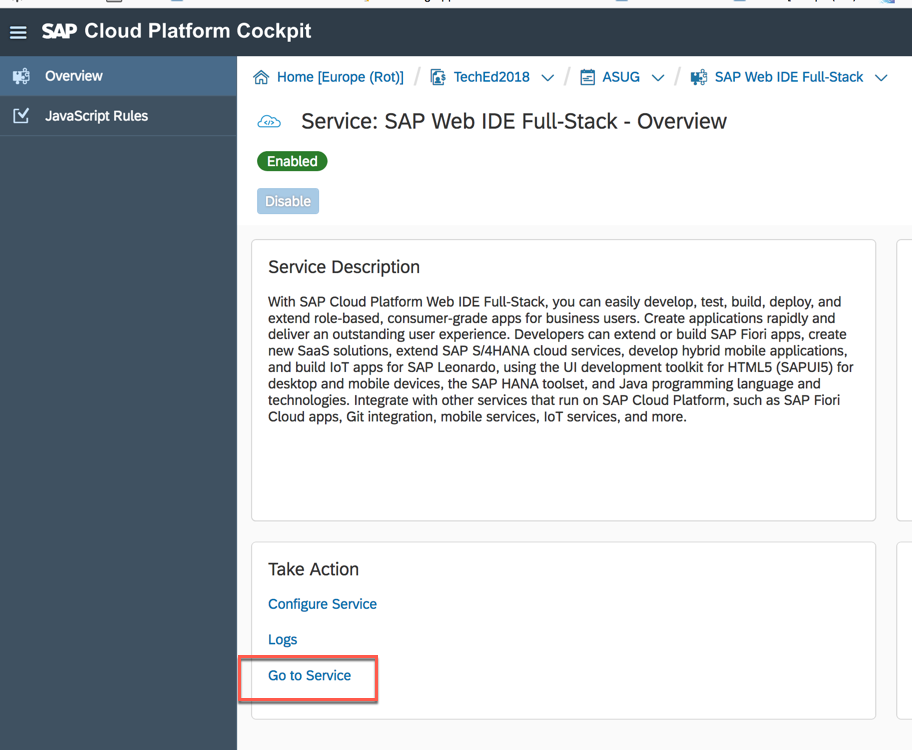 SAP Cloud Platform Cockpit
Overview
JavaScript Rules
Home [Europe (Rot)] / TechEd2018 / ASUG / SAP Web IDE Full-Stack
Service: SAP Web IDE Full-Stack - Overview
Enabled
Disable
Service Description
With SAP Cloud Platform Web IDE Full-Stack, you can easily develop, test, build, deploy, and
extend role-based, consumer-grade apps for business users. Create applications rapidly and
deliver an outstanding user experience. Developers can extend or build SAP Fiori apps, create
new SaaS solutions, extend SAP S/4HANA cloud services, develop hybrid mobile applications,
and build IoT apps for SAP Leonardo, using the UI development toolkit for HTML5 (SAPUI5) for
desktop and mobile devices, the SAP HANA toolset, and Java programming language and
technologies. Integrate with other services that run on SAP Cloud Platform, such as SAP Fiori
Cloud apps, Git integration, mobile services, IoT services, and more.
Take Action
Configure Service
Logs
Go to Service